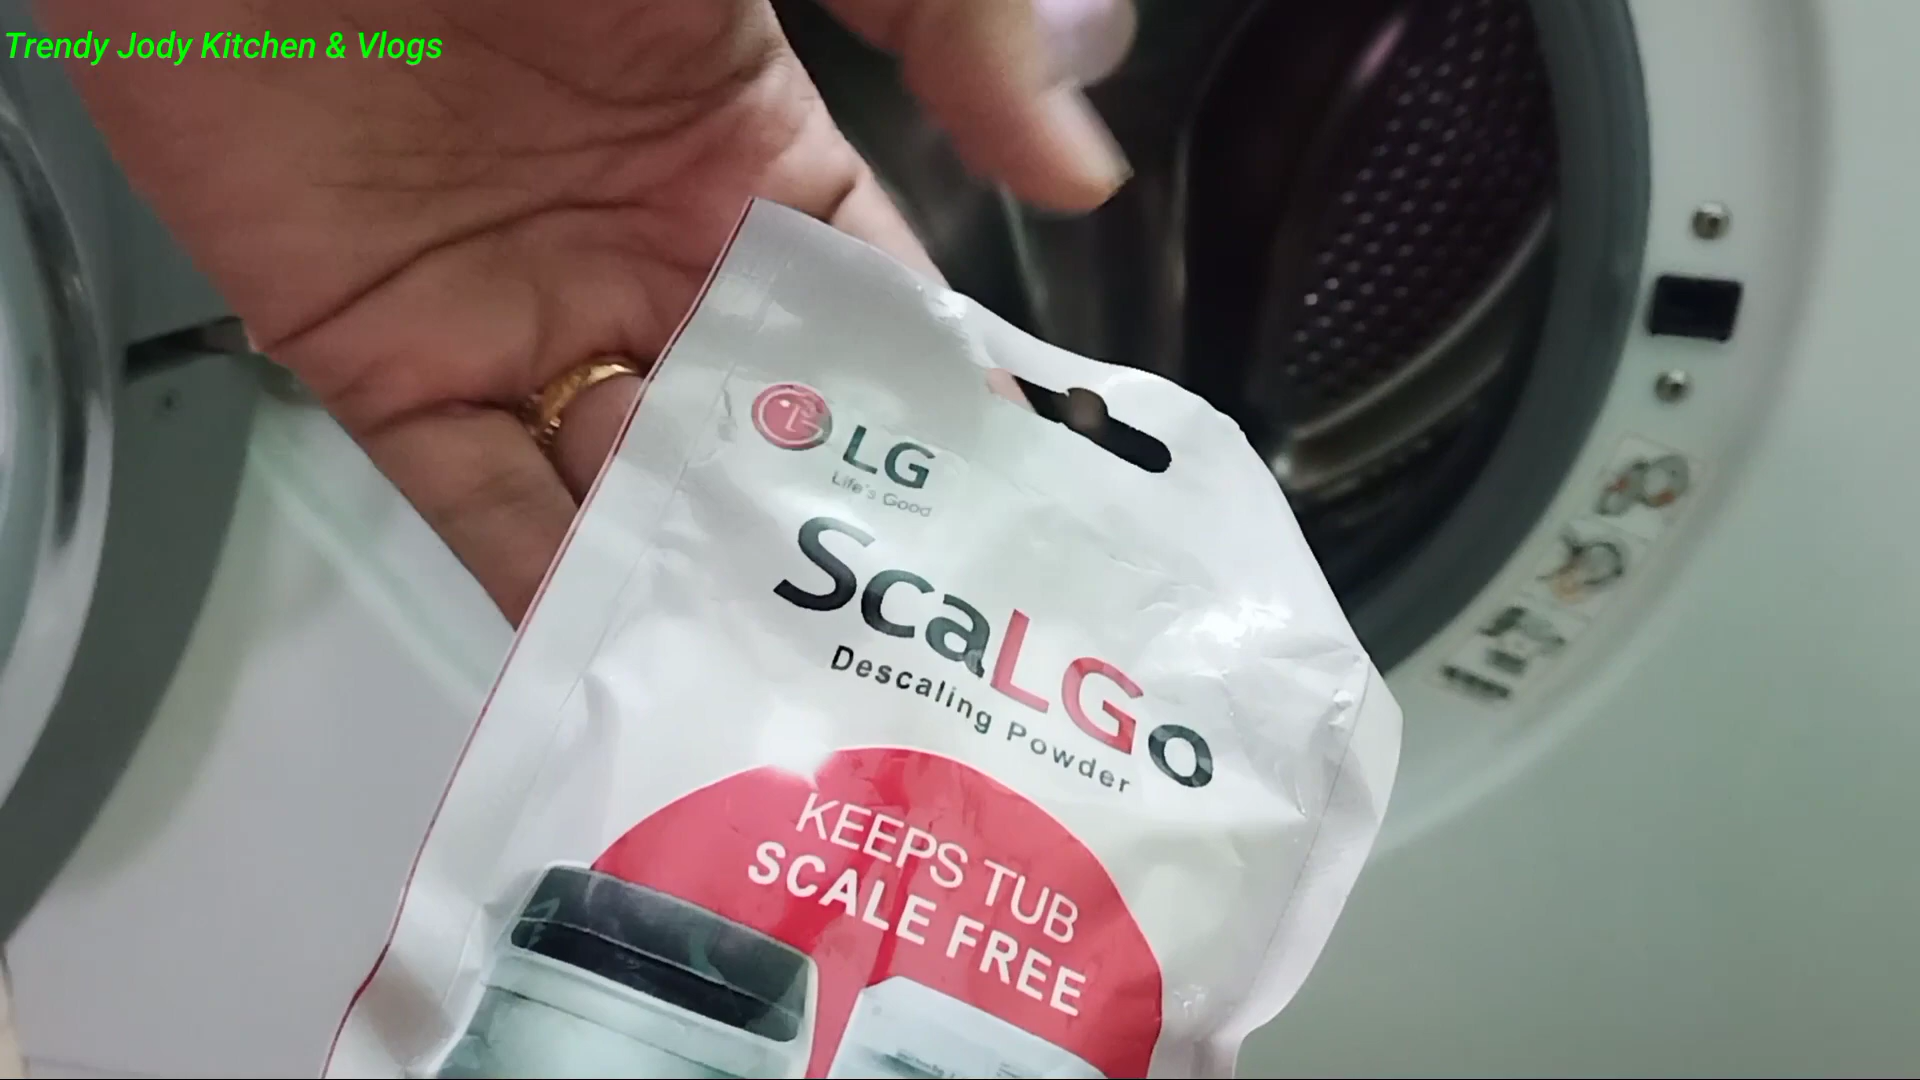 Trendy Jody Kitchen & Vlogs
LG
Life's Good
ScaLGo
Descaling Powder
KEEPS TUB
SCALE FREE